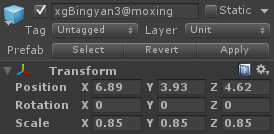 xgBingyan3@moxing Static
Tag Untagged Layer Unit
Prefab Select Revert Apply
Transform
Position X 6.89 Y 3.93 Z 4.62
Rotation X 0 Y 0 Z 0
Scale X 0.85 Y 0.85 Z 0.85